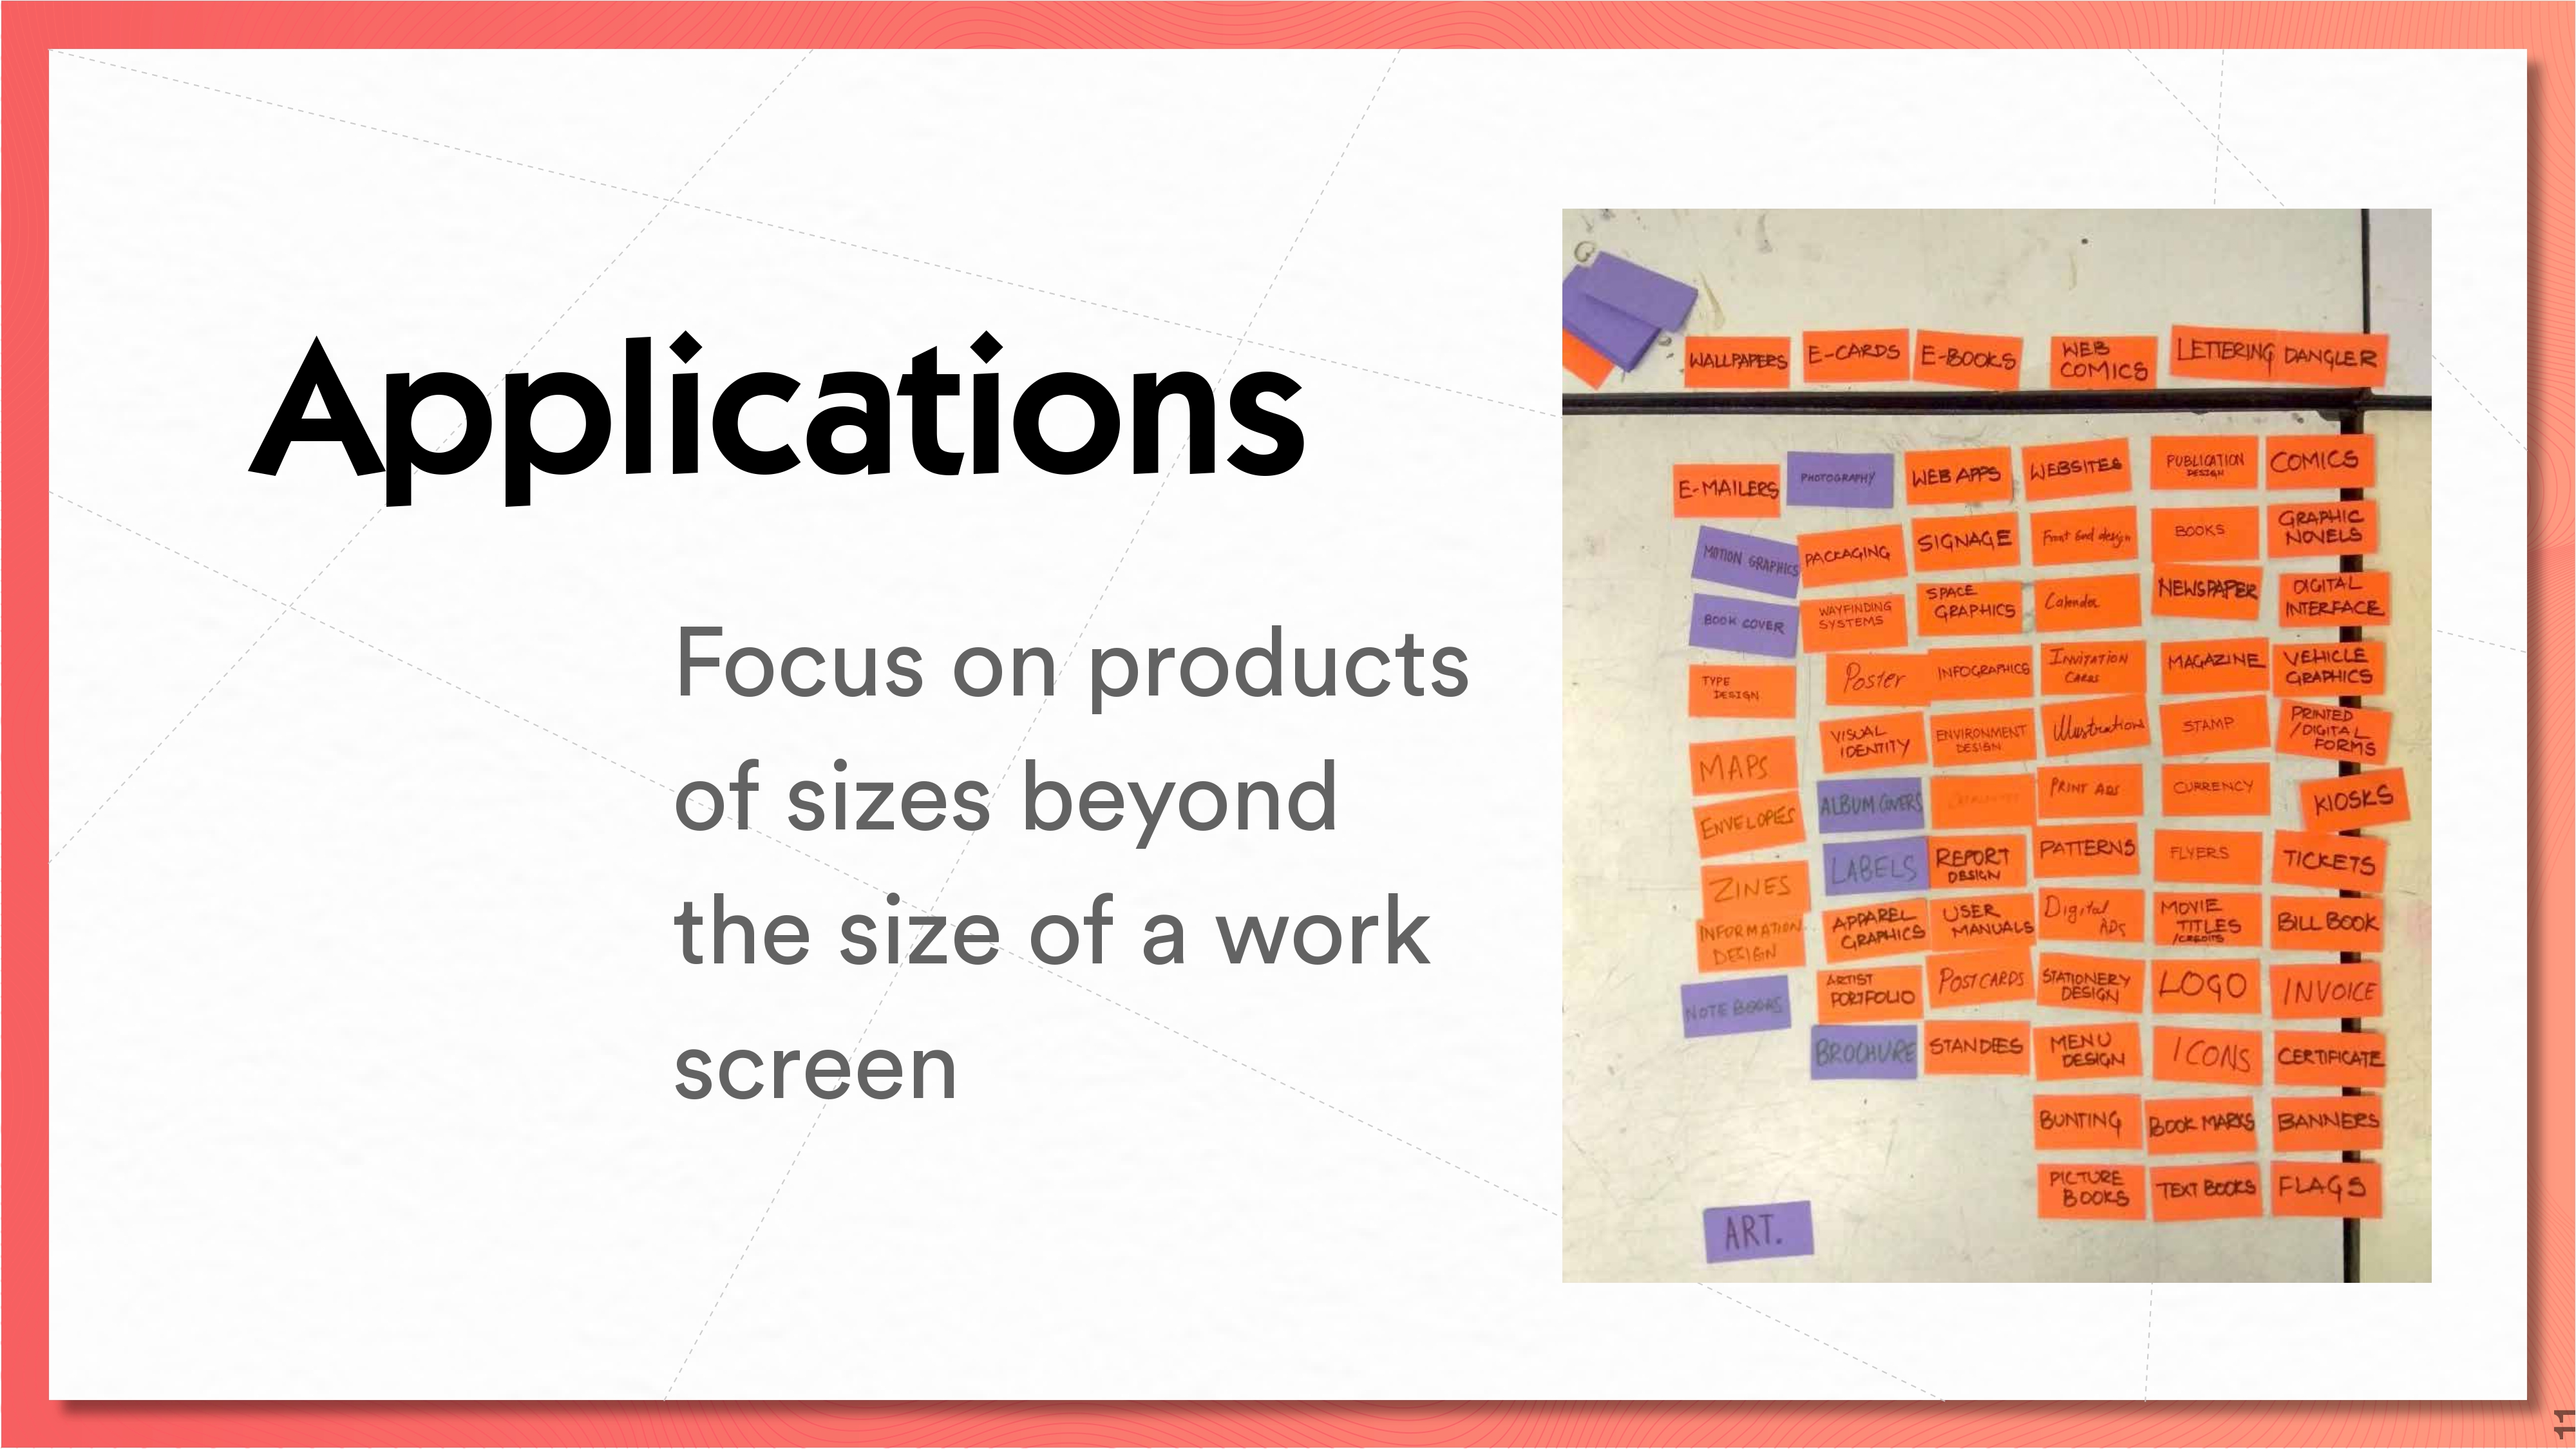 Applications
Focus on products
of sizes beyond
the size of a work
screen
WALLPAPERS
E-CARDS
E-BOOKS
WEB
COMICS
LETTERING
DANGLER
E-MAILERS
PHOTOGRAPHY
WEB APPS
WEBSITES
PUBLICATION
DESIGN
COMICS
MOTION GRAPHICS
PACKAGING
SIGNAGE
Front End design
BOOKS
GRAPHIC
NOVELS
BOOK COVER
WAYFINDING
SYSTEMS
SPACE
GRAPHICS
Calendar
NEWSPAPER
DIGITAL
INTERFACE
TYPE
DESIGN
Poster
INFOGRAPHICS
INVITATION
CARDS
MAGAZINE
VEHICLE
GRAPHICS
MAPS
VISUAL
IDENTITY
ENVIRONMENT
DESIGN
Illustration
STAMP
PRINTED
/DIGITAL
FORMS
ENVELOPES
ALBUM COVERS
PRINT ADS
CURRENCY
KIOSKS
ZINES
LABELS
REPORT
DESIGN
PATTERNS
FLYERS
TICKETS
INFORMATION
DESIGN
APPAREL
GRAPHICS
USER
MANUALS
Digital
ADs
MOVIE
TITLES
/CREDITS
BILL BOOK
NOTE BOOKS
ARTIST
PORTFOLIO
POSTCARDS
STATIONERY
DESIGN
LOGO
INVOICE
BROCHURE
STANDEES
MENU
DESIGN
ICONS
CERTIFICATE
BUNTING
BOOK MARKS
BANNERS
PICTURE
BOOKS
TEXT BOOKS
FLAGS
ART.
11